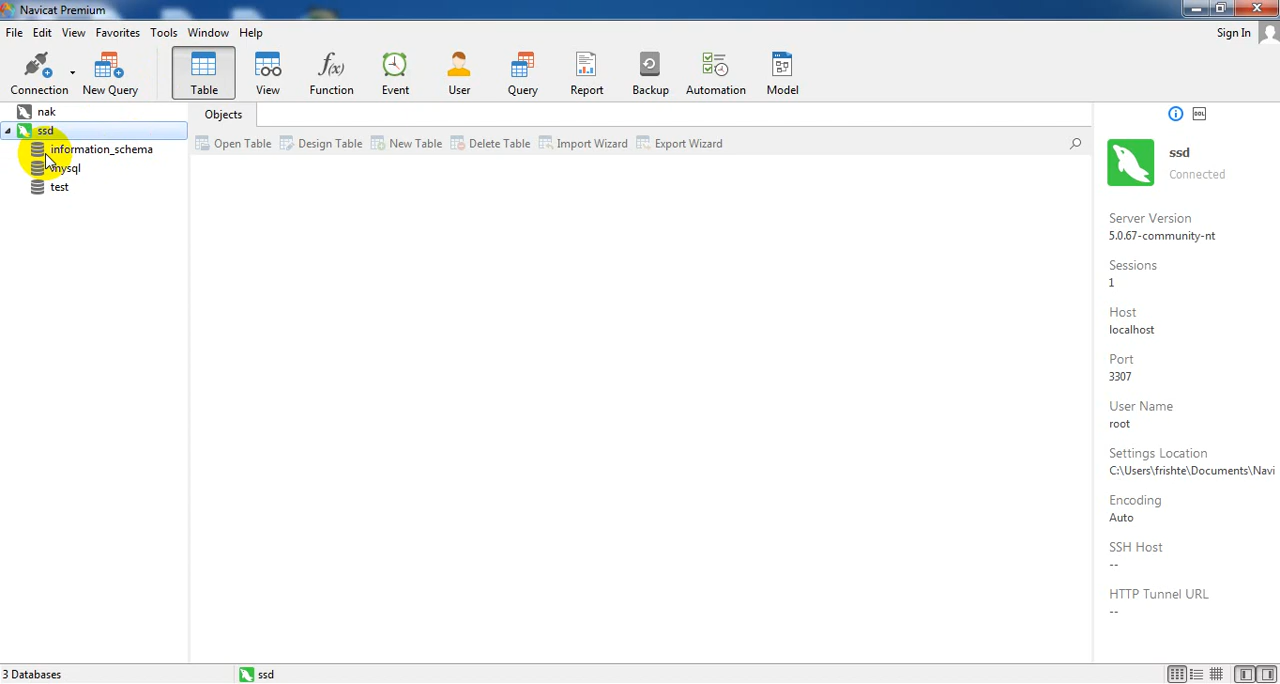 Navicat Premium
File Edit View Favorites Tools Window Help
Sign In
Connection New Query Table View Function Event User Query Report Backup Automation Model
f(x)
nak
ssd
information_schema
mysql
test
Objects
Open Table Design Table New Table Delete Table Import Wizard Export Wizard
DDL
ssd
Connected
Server Version
5.0.67-community-nt
Sessions
1
Host
localhost
Port
3307
User Name
root
Settings Location
C:\Users\frishte\Documents\Navi
Encoding
Auto
SSH Host
--
HTTP Tunnel URL
--
3 Databases
ssd